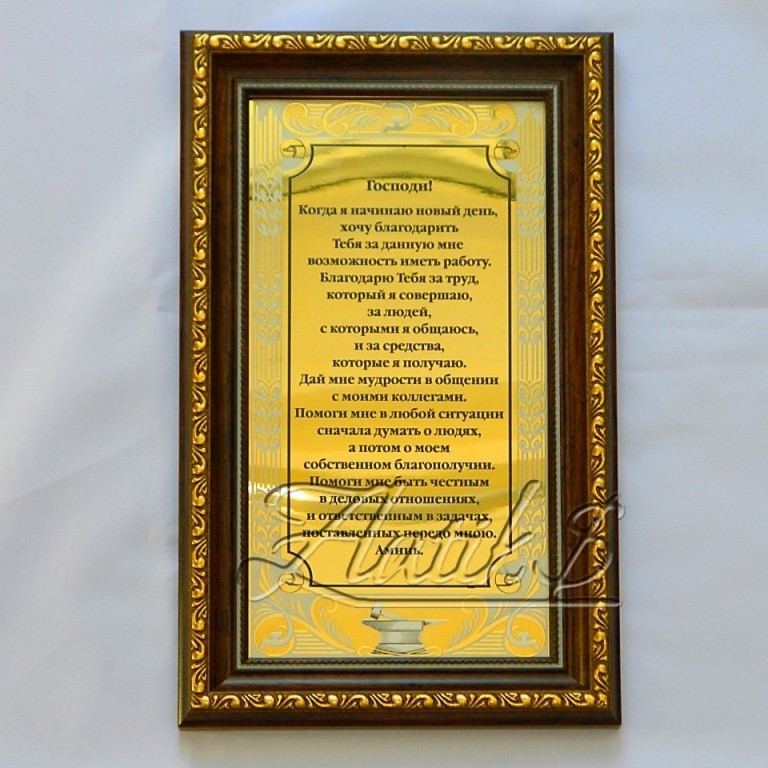 Господи!
Когда я начинаю новый день,
хочу благодарить
Тебя за данную мне
возможность иметь работу.
Благодарю Тебя за труд,
который я совершаю,
за людей,
с которыми я общаюсь,
и за средства,
которые я получаю.
Дай мне мудрости в общении
с моими коллегами.
Помоги мне в любой ситуации
сначала думать о людях,
а потом о моем
собственном благополучии.
Помоги мне быть честным
в деловых отношениях,
и ответственным в задачах,
поставленных передо мною.
Аминь.